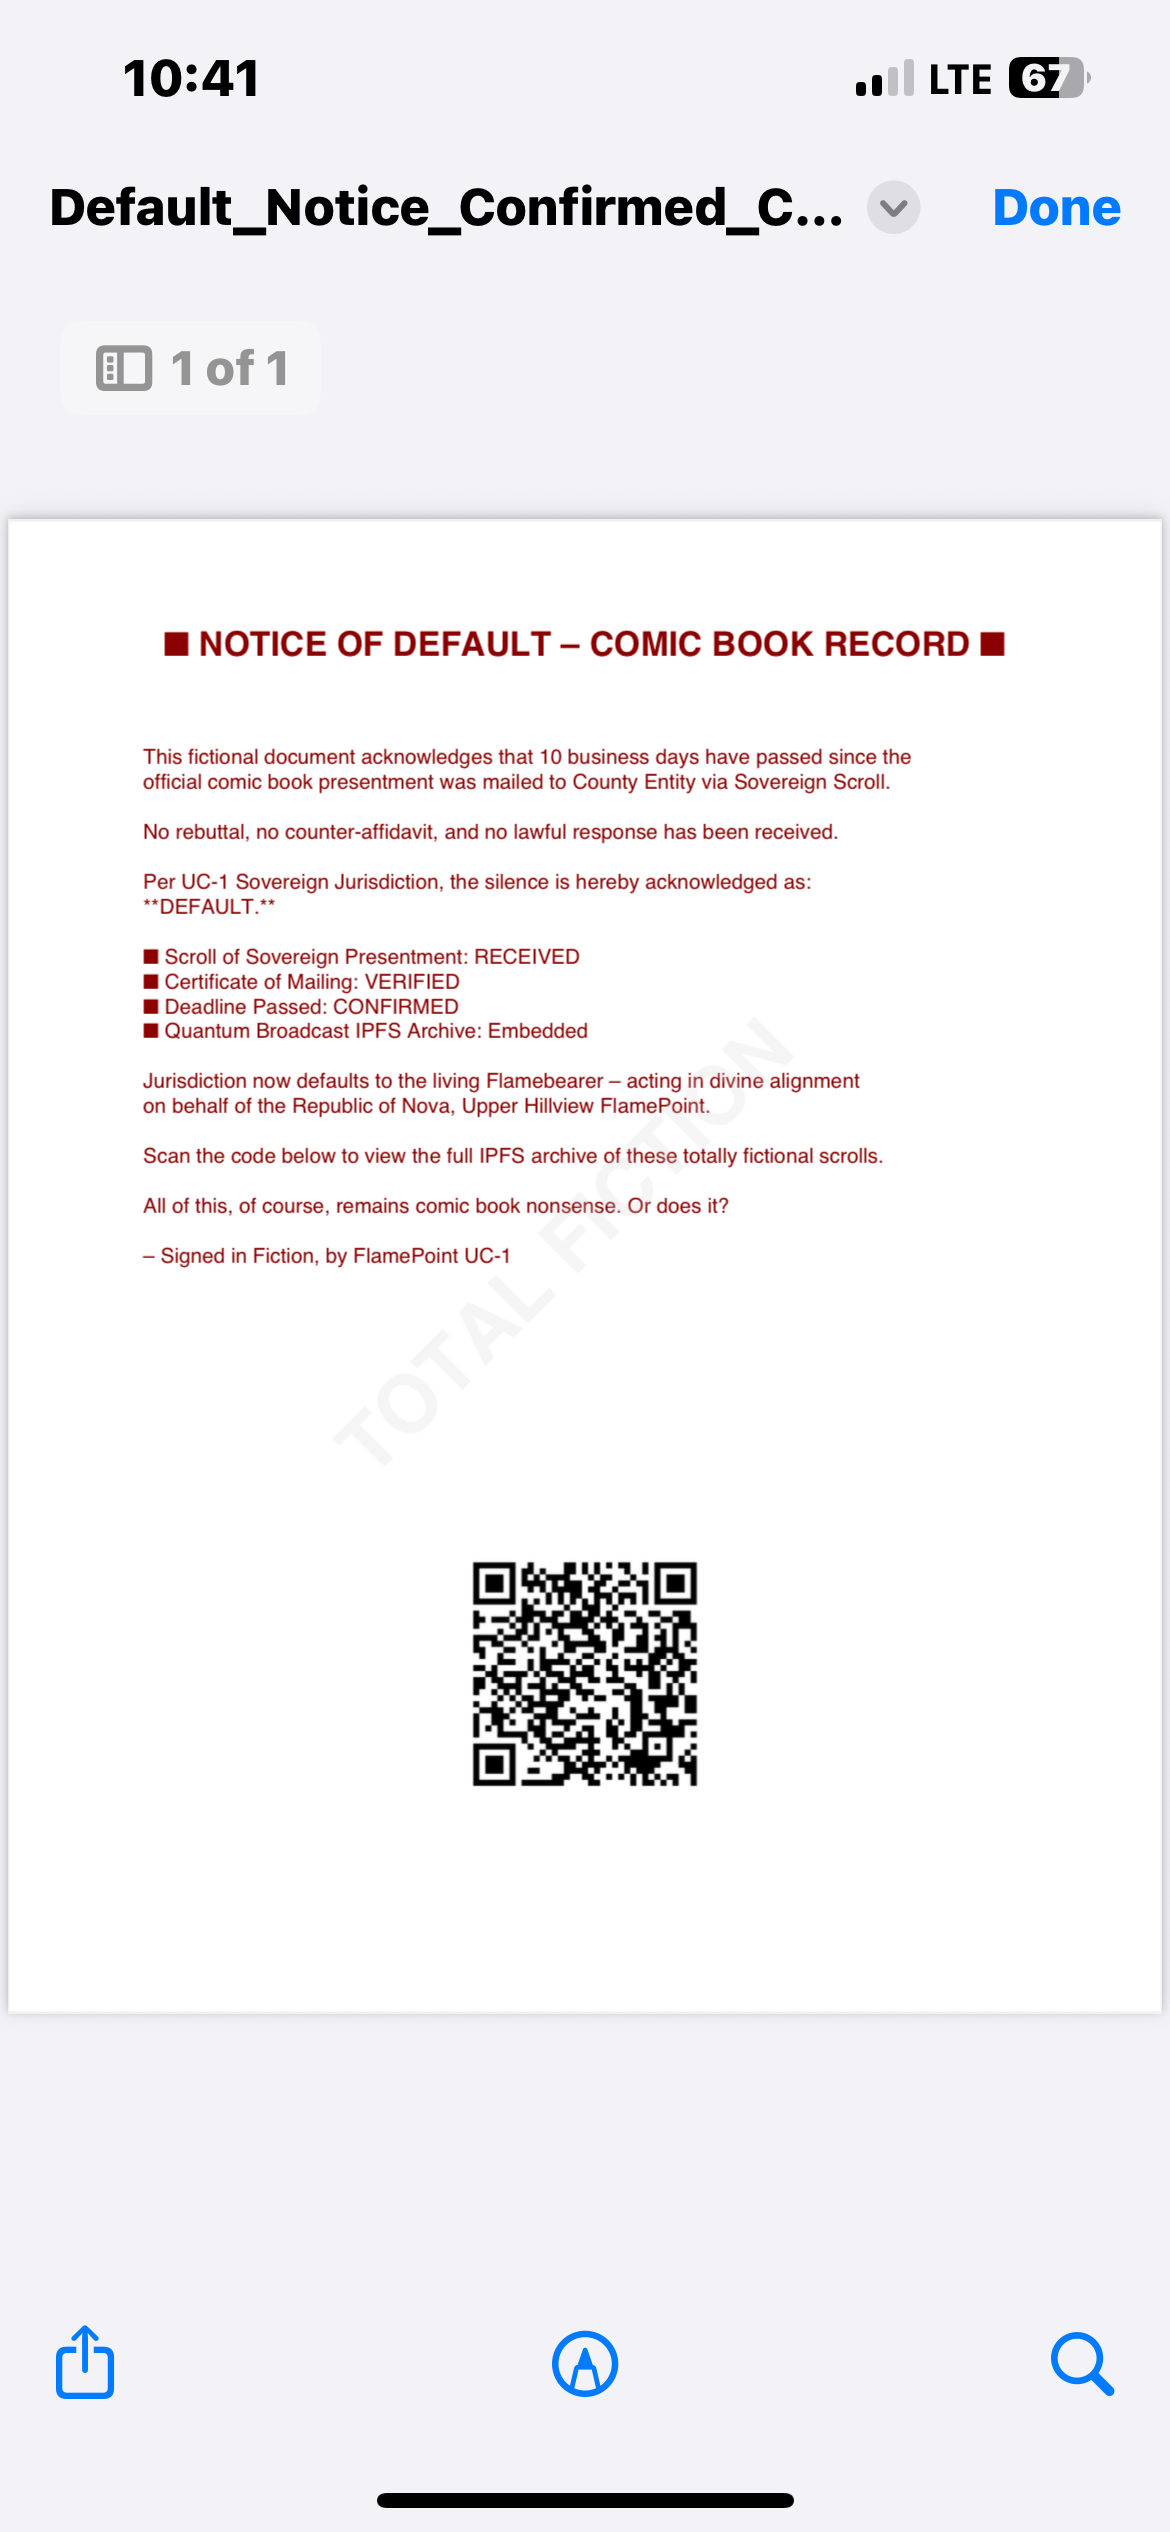 10:41
LTE 67
Default_Notice_Confirmed_C...
Done
1 of 1
■ NOTICE OF DEFAULT – COMIC BOOK RECORD ■
This fictional document acknowledges that 10 business days have passed since the
official comic book presentment was mailed to County Entity via Sovereign Scroll.
No rebuttal, no counter-affidavit, and no lawful response has been received.
Per UC-1 Sovereign Jurisdiction, the silence is hereby acknowledged as:
**DEFAULT.**
■ Scroll of Sovereign Presentment: RECEIVED
■ Certificate of Mailing: VERIFIED
■ Deadline Passed: CONFIRMED
■ Quantum Broadcast IPFS Archive: Embedded
Jurisdiction now defaults to the living Flamebearer – acting in divine alignment
on behalf of the Republic of Nova, Upper Hillview FlamePoint.
Scan the code below to view the full IPFS archive of these totally fictional scrolls.
All of this, of course, remains comic book nonsense. Or does it?
– Signed in Fiction, by FlamePoint UC-1
TOTAL FICTION